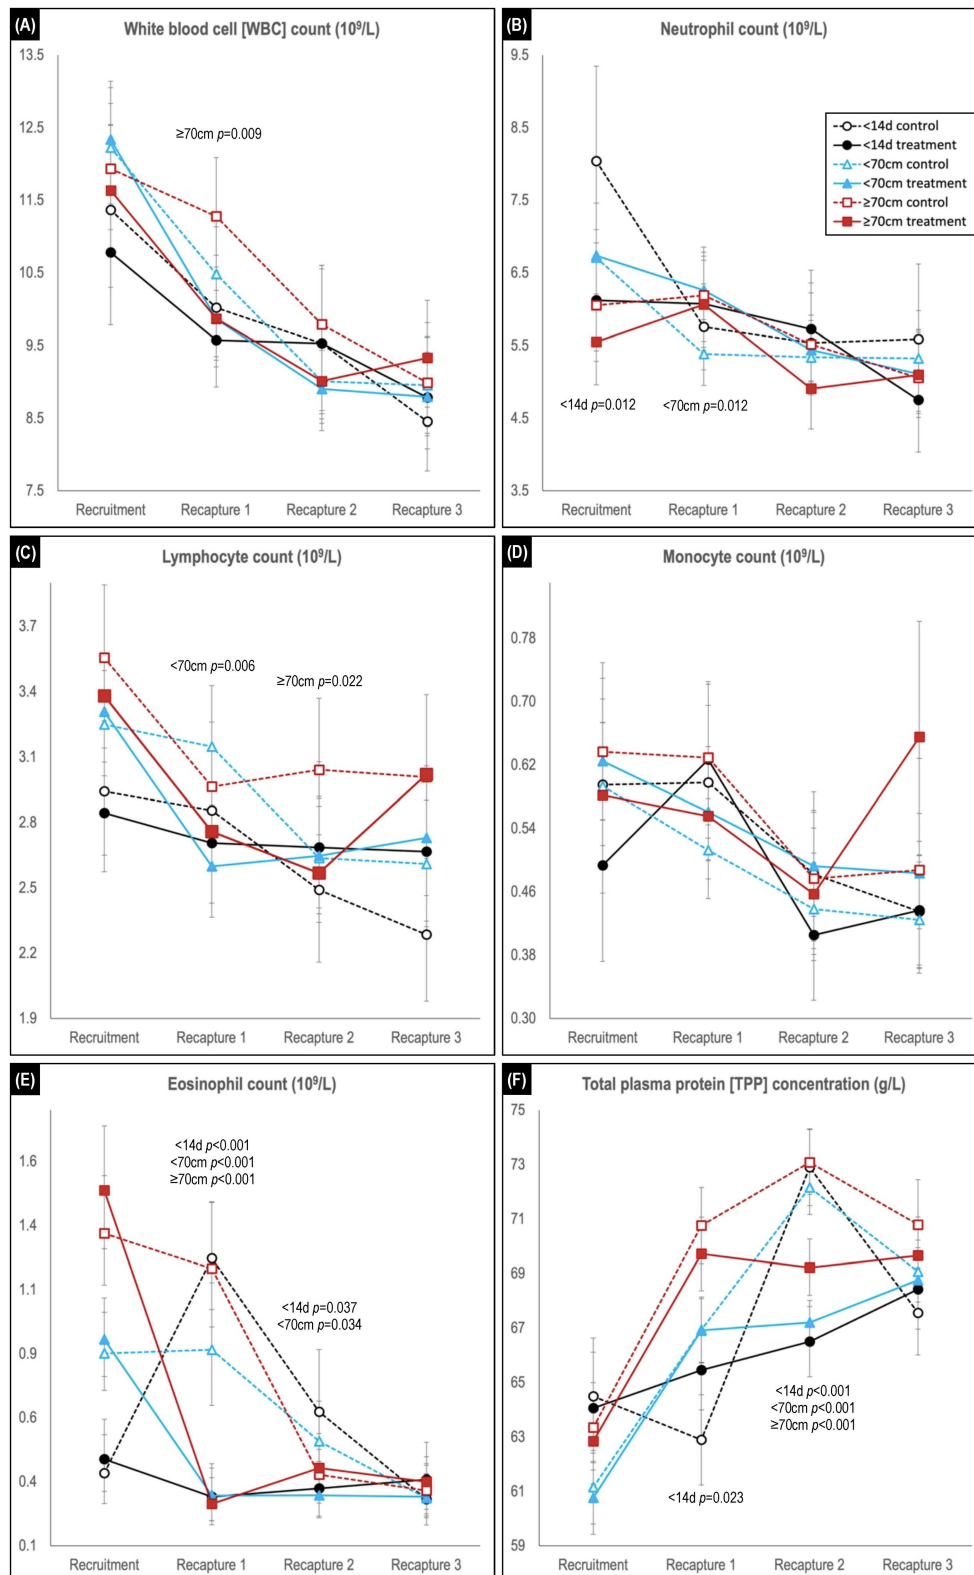 (A)
White blood cell [WBC] count (10⁹/L)
13.5
12.5
11.5
10.5
9.5
8.5
7.5
≥70cm p=0.009
Recruitment Recapture 1 Recapture 2 Recapture 3
(B)
Neutrophil count (10⁹/L)
9.5
8.5
7.5
6.5
5.5
4.5
3.5
<14d control
<14d treatment
<70cm control
<70cm treatment
≥70cm control
≥70cm treatment
<14d p=0.012 <70cm p=0.012
Recruitment Recapture 1 Recapture 2 Recapture 3
(C)
Lymphocyte count (10⁹/L)
3.7
3.4
3.1
2.8
2.5
2.2
1.9
<70cm p=0.006
≥70cm p=0.022
Recruitment Recapture 1 Recapture 2 Recapture 3
(D)
Monocyte count (10⁹/L)
0.78
0.70
0.62
0.54
0.46
0.38
0.30
Recruitment Recapture 1 Recapture 2 Recapture 3
(E)
Eosinophil count (10⁹/L)
1.6
1.4
1.1
0.9
0.6
0.4
0.1
<14d p<0.001
<70cm p<0.001
≥70cm p<0.001
<14d p=0.037
<70cm p=0.034
Recruitment Recapture 1 Recapture 2 Recapture 3
(F)
Total plasma protein [TPP] concentration (g/L)
75
73
71
69
67
65
63
61
59
<14d p<0.001
<70cm p<0.001
≥70cm p<0.001
<14d p=0.023
Recruitment Recapture 1 Recapture 2 Recapture 3